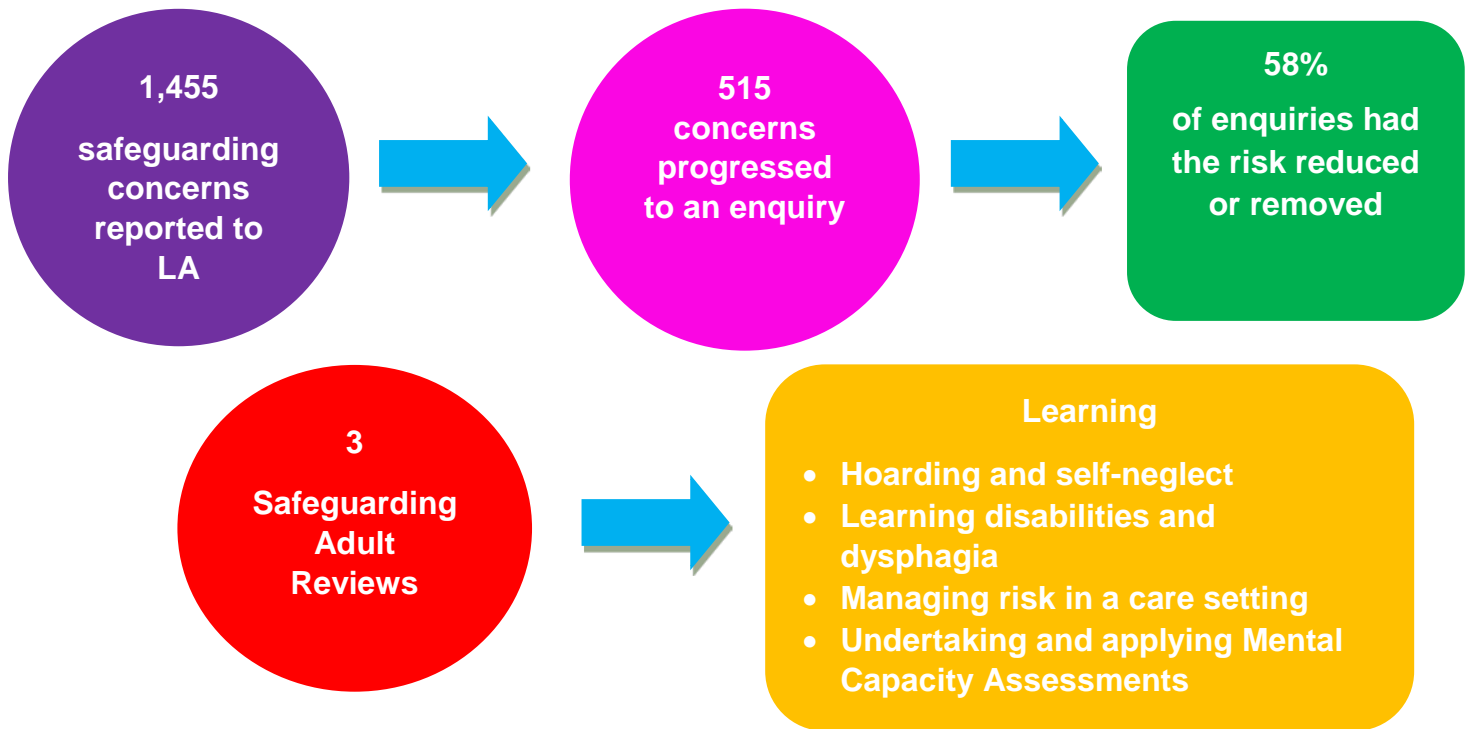 1,455
safeguarding
concerns
reported to
LA
515
concerns
progressed
to an enquiry
58%
of enquiries had
the risk reduced
or removed
3
Safeguarding
Adult
Reviews
Learning
• Hoarding and self-neglect
• Learning disabilities and
dysphagia
• Managing risk in a care setting
• Undertaking and applying Mental
Capacity Assessments